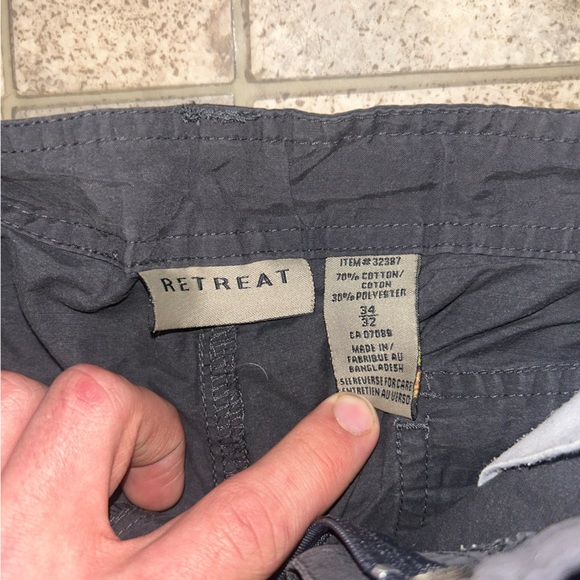 RETREAT
ITEM# 32387
70% COTTON/
COTON
30% POLYESTER
34
32
CA 07088
MADE IN/
FABRIQUE AU
BANGLADESH
SEE REVERSE FOR CARE
ENTRETIEN AU VERSO